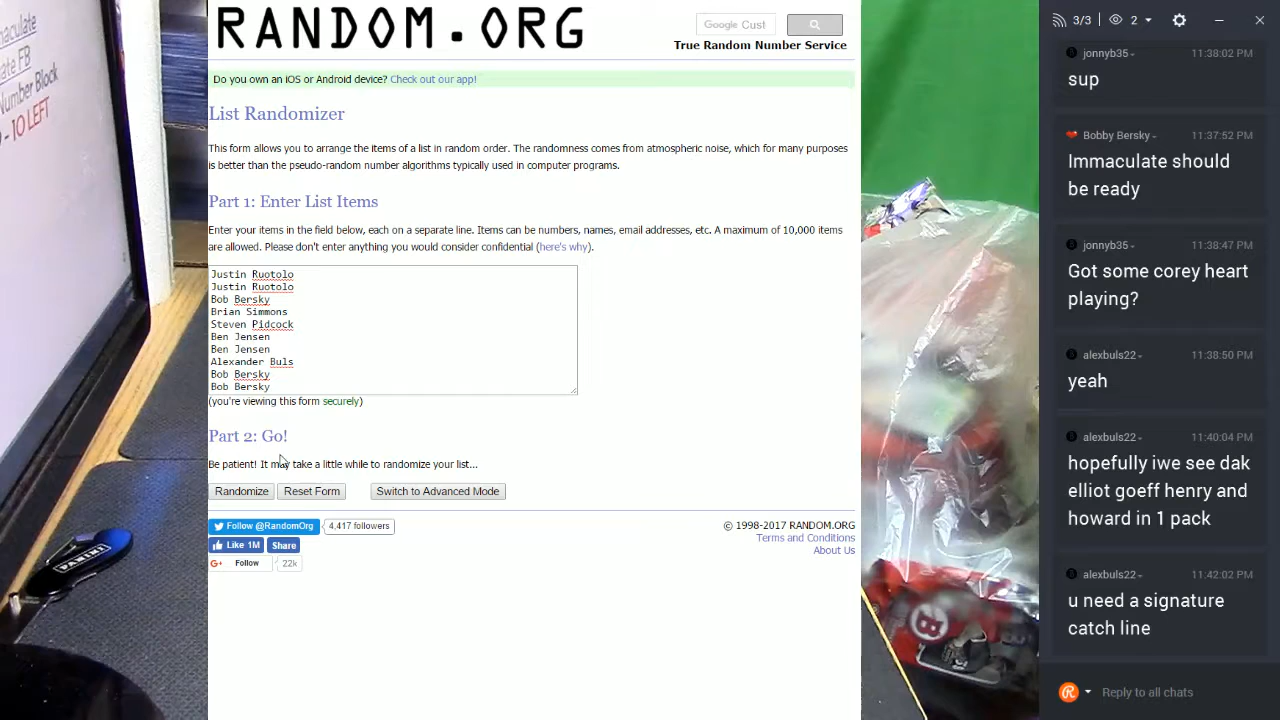 maculate
ate FB
Number Block
- 10 LEFT
PANINI
RANDOM.ORG
Google Cust
True Random Number Service
Do you own an iOS or Android device? Check out our app!
List Randomizer
This form allows you to arrange the items of a list in random order. The randomness comes from atmospheric noise, which for many purposes
is better than the pseudo-random number algorithms typically used in computer programs.
Part 1: Enter List Items
Enter your items in the field below, each on a separate line. Items can be numbers, names, email addresses, etc. A maximum of 10,000 items
are allowed. Please don't enter anything you would consider confidential (here's why).
Justin Ruotolo
Justin Ruotolo
Bob Bersky
Brian Simmons
Steven Pidcock
Ben Jensen
Ben Jensen
Alexander Buls
Bob Bersky
Bob Bersky
(you're viewing this form securely)
Part 2: Go!
Be patient! It may take a little while to randomize your list...
Randomize Reset Form Switch to Advanced Mode
Follow @RandomOrg 4,417 followers
Like 1M Share
G+ Follow 22k
© 1998-2017 RANDOM.ORG
Terms and Conditions
About Us
3/3 2
jonnyb35 11:38:02 PM
sup
Bobby Bersky 11:37:52 PM
Immaculate should
be ready
jonnyb35 11:38:47 PM
Got some corey heart
playing?
alexbuls22 11:38:50 PM
yeah
alexbuls22 11:40:04 PM
hopefully iwe see dak
elliot goeff henry and
howard in 1 pack
alexbuls22 11:42:02 PM
u need a signature
catch line
Reply to all chats